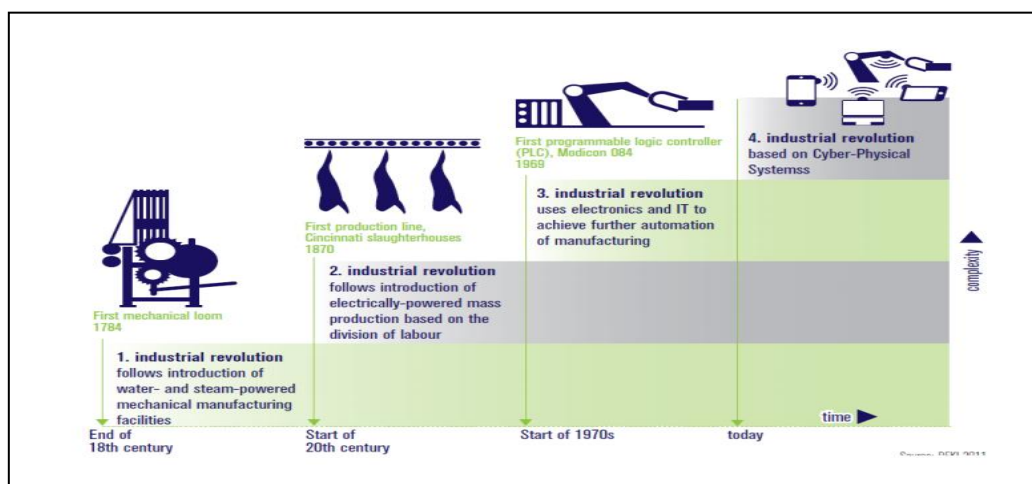 First mechanical loom
1784
1. industrial revolution
follows introduction of
water- and steam-powered
mechanical manufacturing
facilities
End of
18th century
First production line,
Cincinnati slaughterhouses
1870
2. industrial revolution
follows introduction of
electrically-powered mass
production based on the
division of labour
Start of
20th century
First programmable logic controller
(PLC), Modicon 084
1969
3. industrial revolution
uses electronics and IT to
achieve further automation
of manufacturing
Start of 1970s
4. industrial revolution
based on Cyber-Physical
Systemss
today
time
complexity